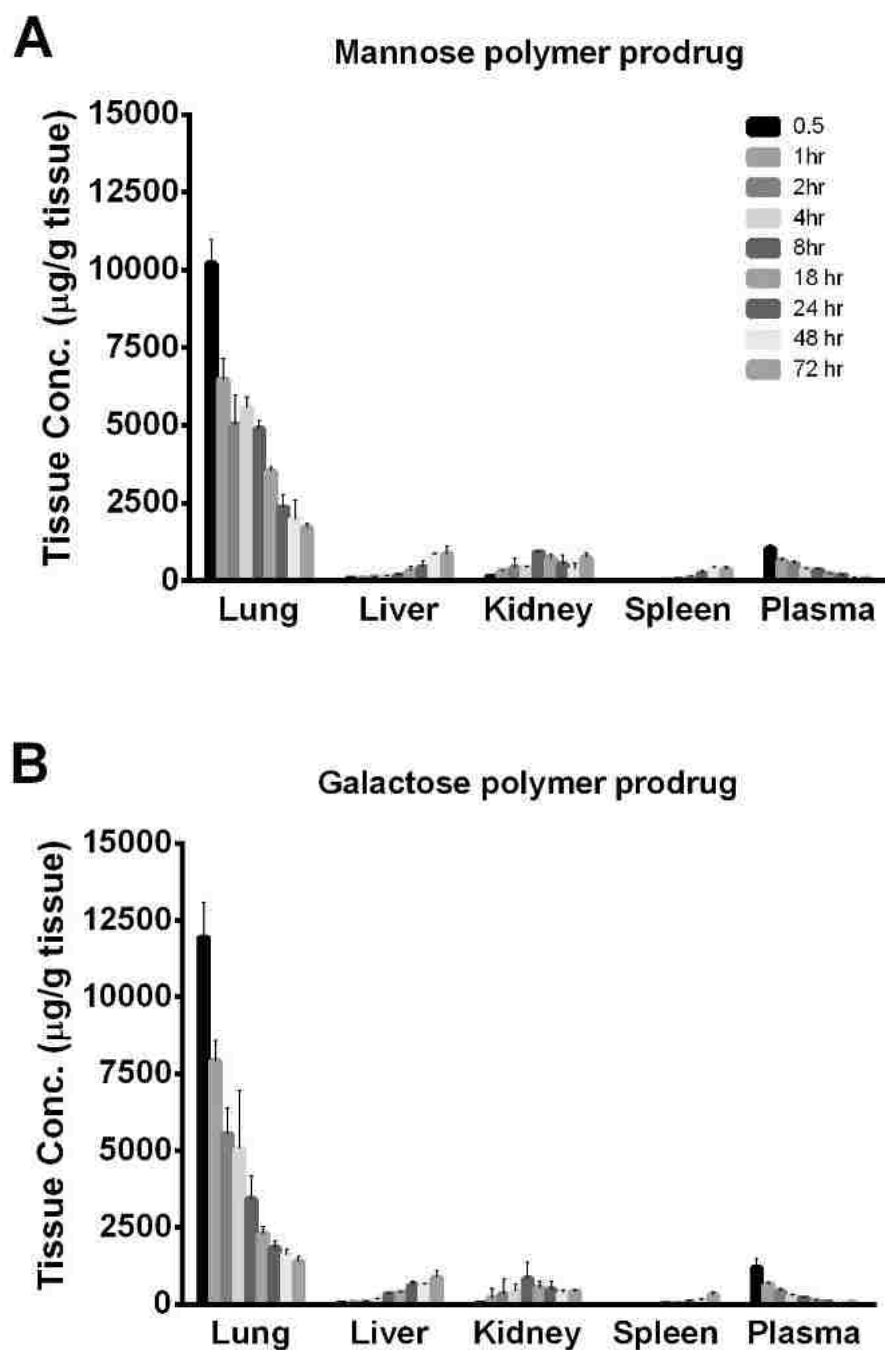 A
Mannose polymer prodrug
15000
12500
10000
7500
5000
2500
0
Tissue Conc. (µg/g tissue)
0.5
1hr
2hr
4hr
8hr
18 hr
24 hr
48 hr
72 hr
Lung Liver Kidney Spleen Plasma
B
Galactose polymer prodrug
15000
12500
10000
7500
5000
2500
0
Tissue Conc. (µg/g tissue)
Lung Liver Kidney Spleen Plasma